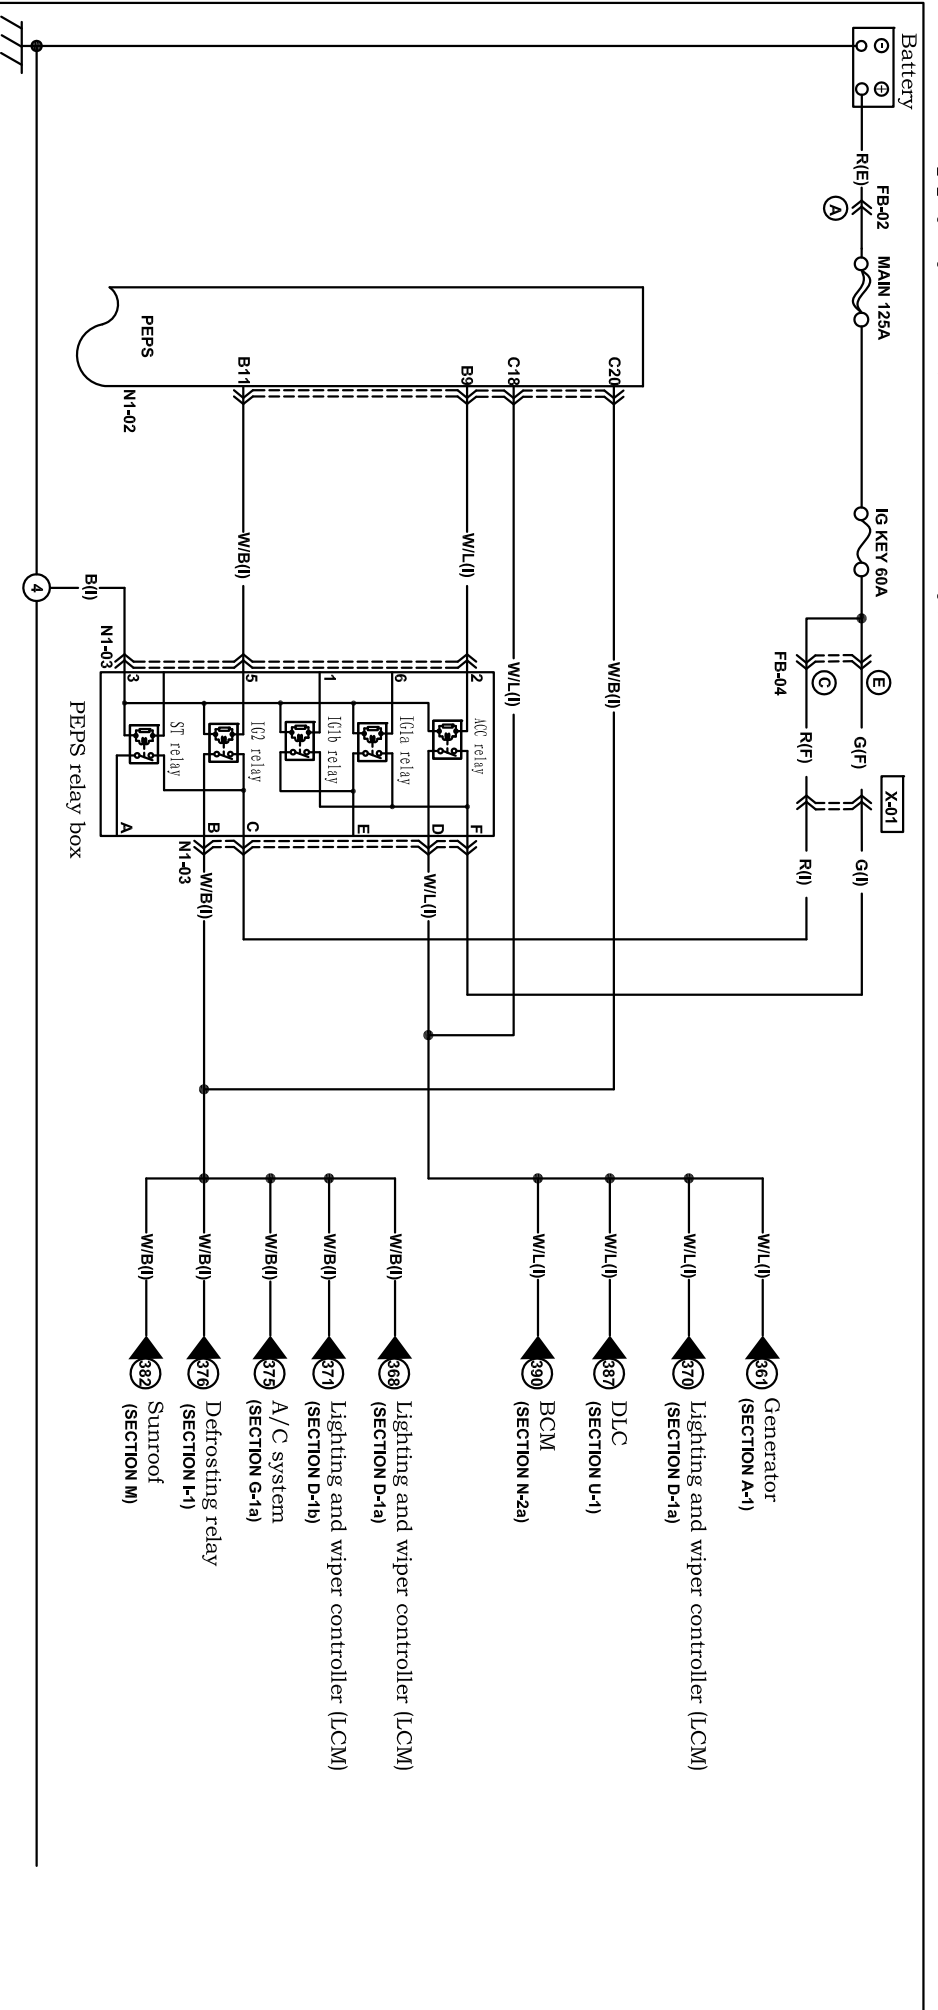 Battery
R(E)
FB-02
A
MAIN 125A
IG KEY 60A
E
C
FB-04
G(F)
R(F)
X-01
G(I)
R(I)
PEPS
N1-02
C20
C18
B9
B11
W/B(I)
W/L(I)
W/L(I)
W/B(I)
4
B(I)
N1-03
2
6
1
5
3
ACC relay
IG1a relay
IG1b relay
IG2 relay
ST relay
F
D
E
C
B
A
PEPS relay box
N1-03
W/L(I)
W/B(I)
W/L(I)
361
Generator
(SECTION A-1)
W/L(I)
370
Lighting and wiper controller (LCM)
(SECTION D-1a)
W/L(I)
387
DLC
(SECTION U-1)
W/L(I)
390
BCM
(SECTION N-2a)
W/B(I)
368
Lighting and wiper controller (LCM)
(SECTION D-1a)
W/B(I)
371
Lighting and wiper controller (LCM)
(SECTION D-1b)
W/B(I)
375
A/C system
(SECTION G-1a)
W/B(I)
376
Defrosting relay
(SECTION I-1)
W/B(I)
382
Sunroof
(SECTION M)